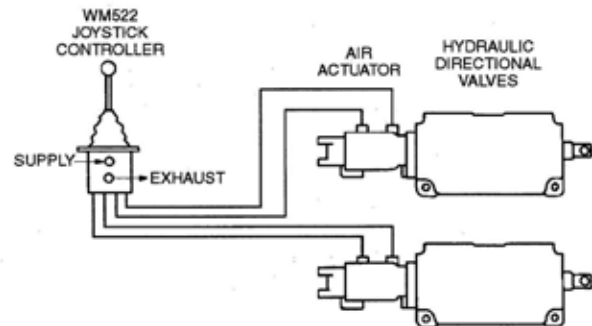 WM522
JOYSTICK
CONTROLLER
AIR
ACTUATOR
HYDRAULIC
DIRECTIONAL
VALVES
SUPPLY
EXHAUST